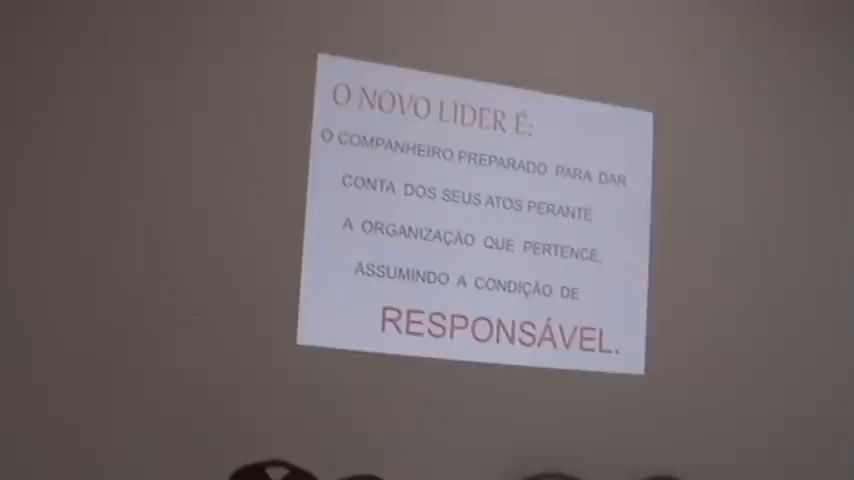 O NOVO LÍDER É:
O COMPANHEIRO PREPARADO PARA DAR
CONTA DOS SEUS ATOS PERANTE
A ORGANIZAÇÃO QUE PERTENCE,
ASSUMINDO A CONDIÇÃO DE
RESPONSÁVEL.